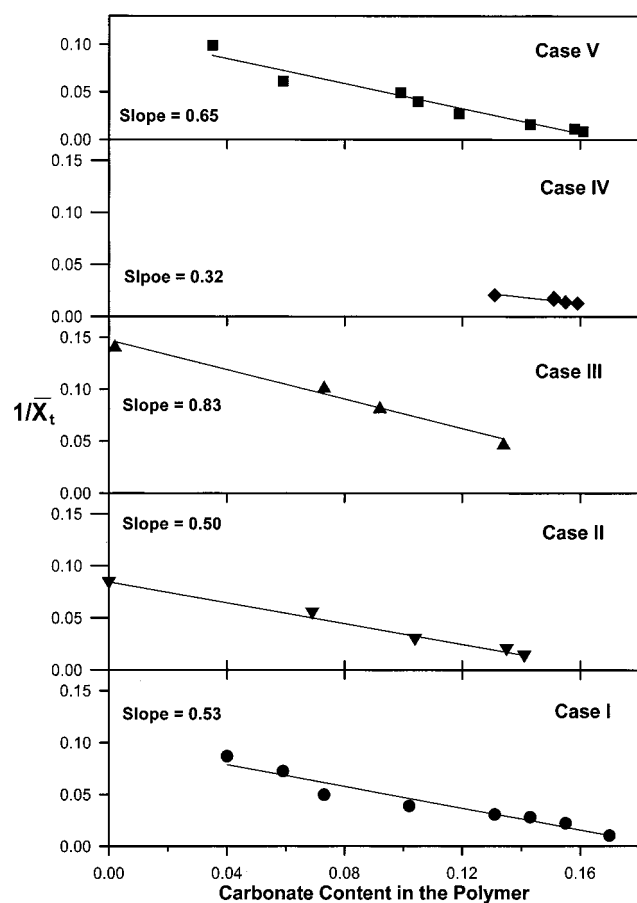 0.10
Case V
0.05
Slope = 0.65
0.00
0.15
Case IV
0.10
0.05
Slpoe = 0.32
0.00
0.15
Case III
0.10
1/X̅t
Slope = 0.83
0.05
0.00
0.15
Slope = 0.50
Case II
0.10
0.05
0.00
0.15
Slope = 0.53
Case I
0.10
0.05
0.00
0.00 0.04 0.08 0.12 0.16
Carbonate Content in the Polymer